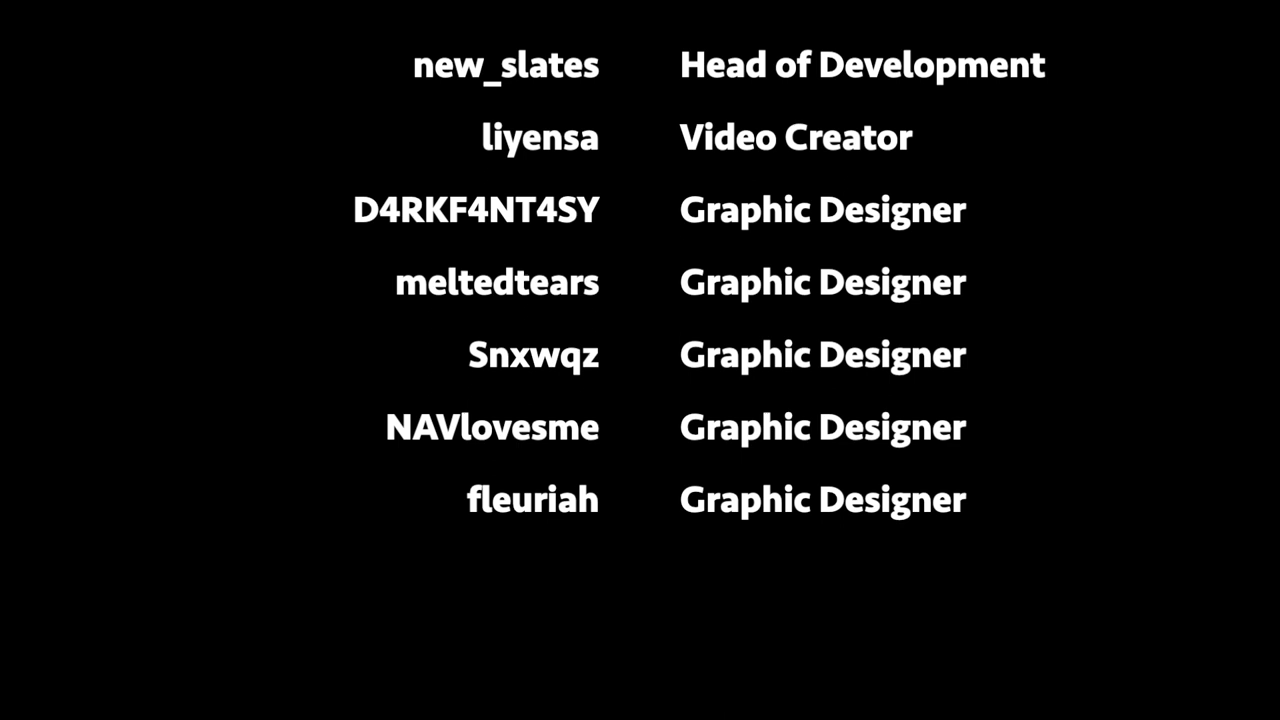 new_slates Head of Development
liyensa Video Creator
D4RKF4NT4SY Graphic Designer
meltedtears Graphic Designer
Snxwqz Graphic Designer
NAVlovesme Graphic Designer
fleuriah Graphic Designer